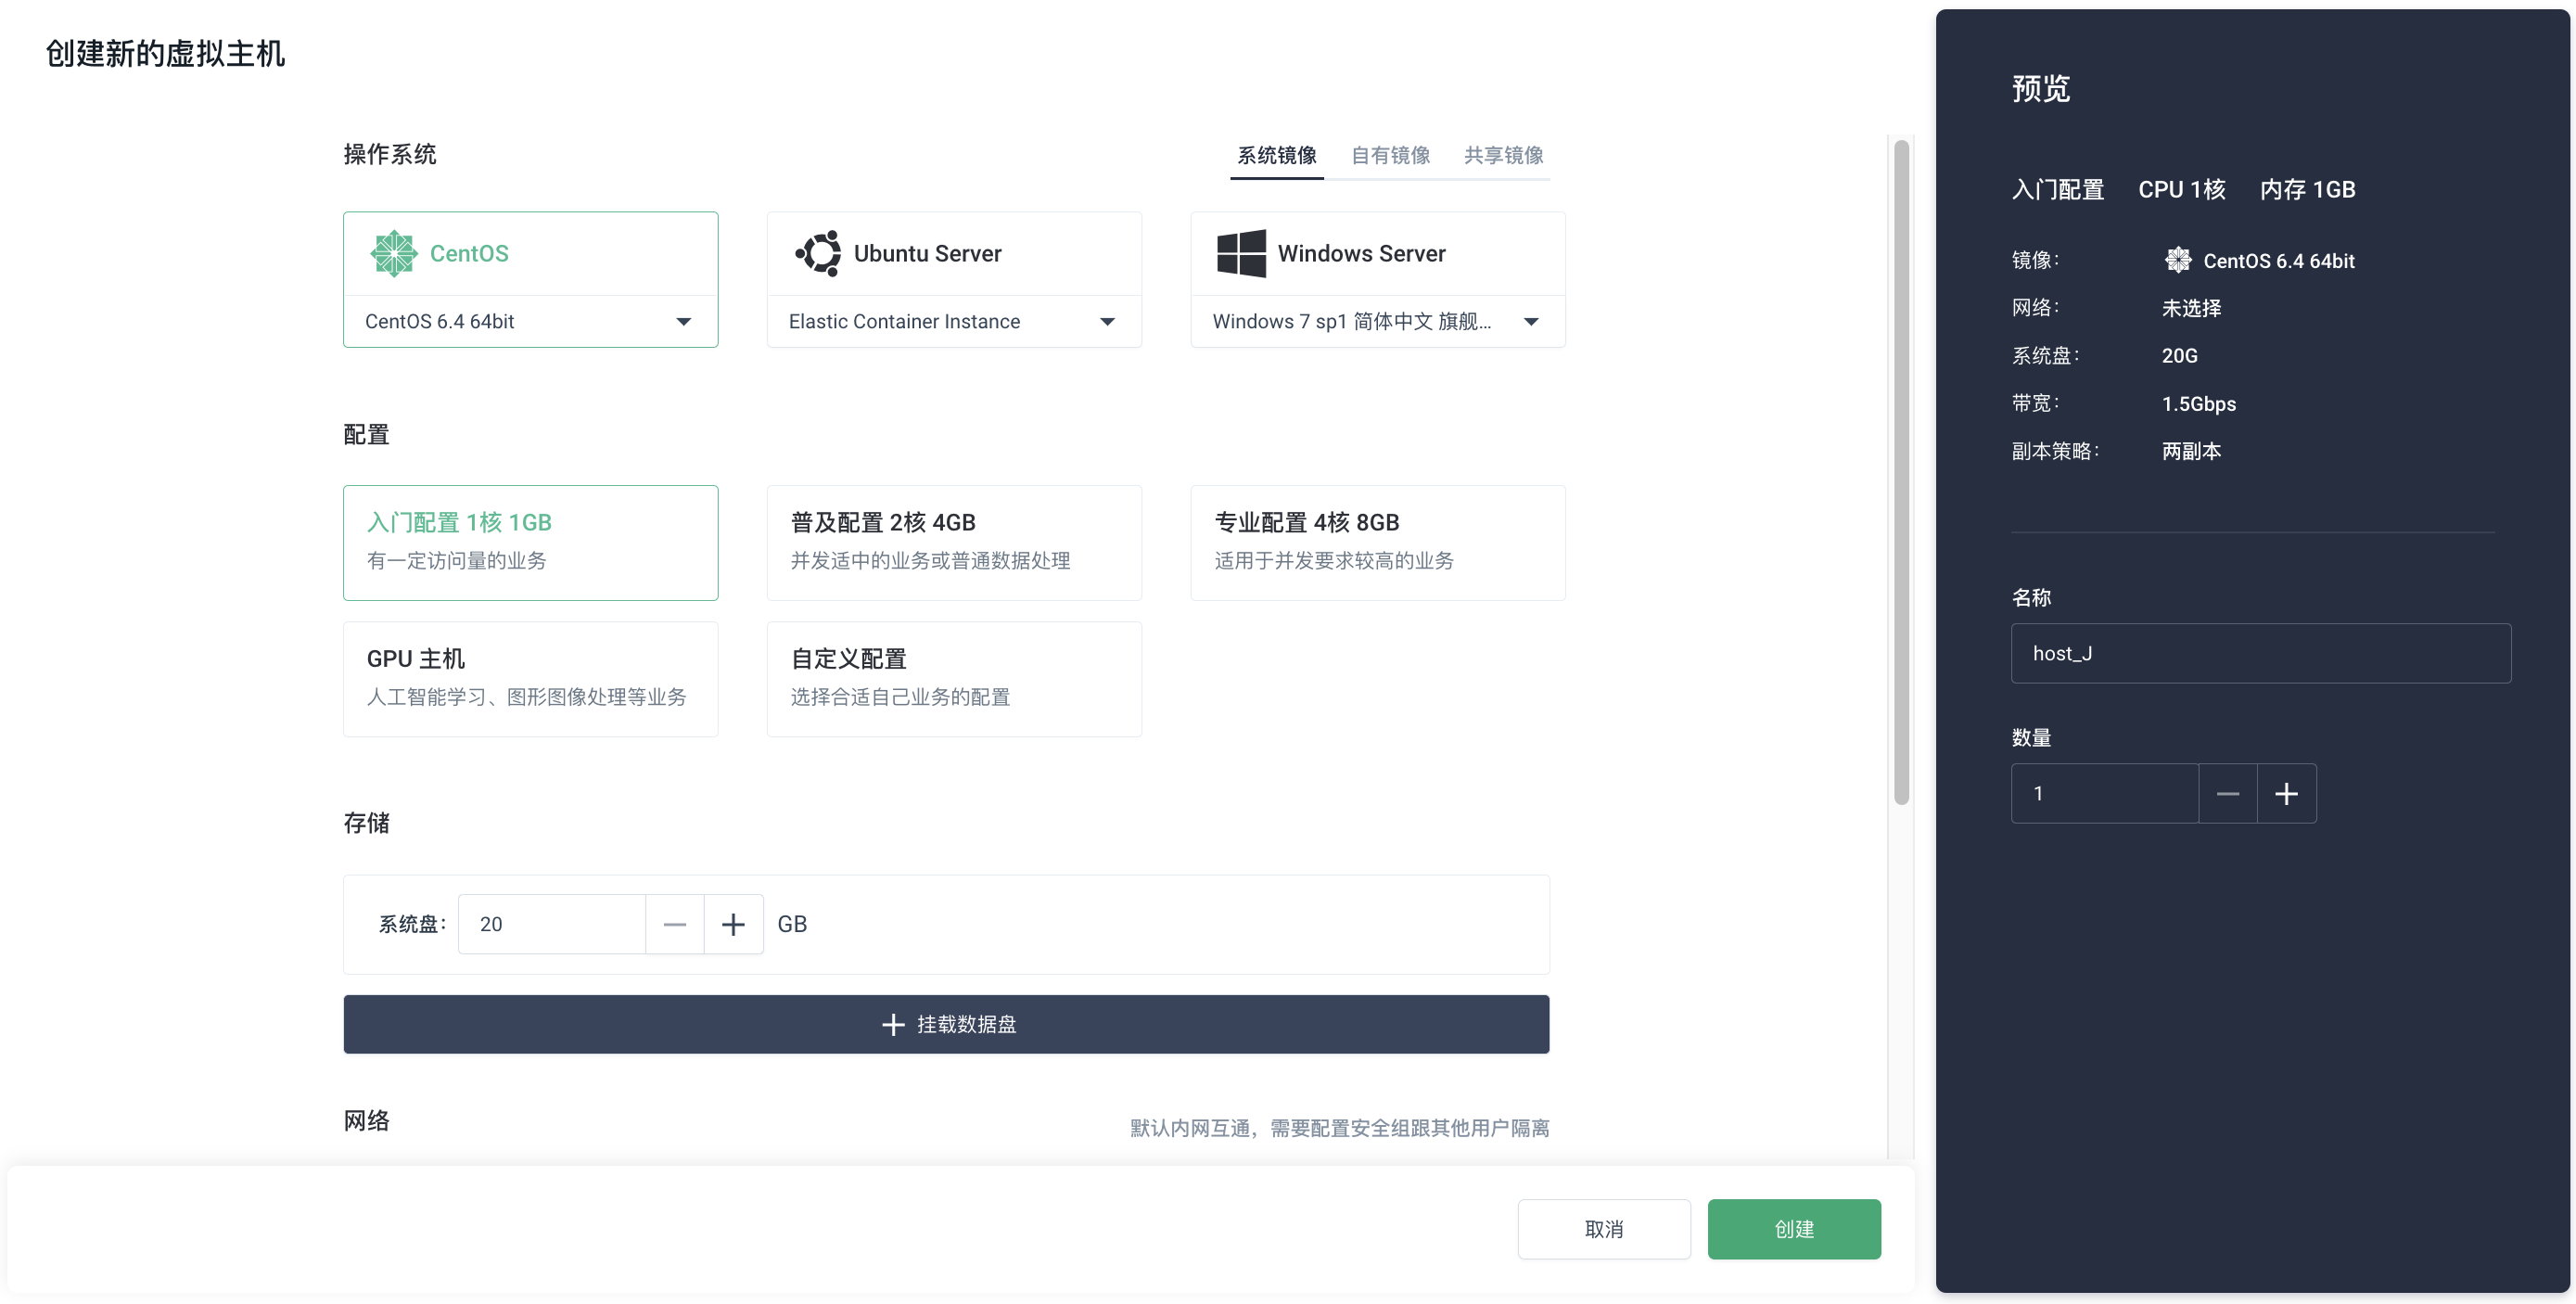 创建新的虚拟主机
操作系统
系统镜像 自有镜像 共享镜像
CentOS
CentOS 6.4 64bit
Ubuntu Server
Elastic Container Instance
Windows Server
Windows 7 sp1 简体中文 旗舰...
配置
入门配置 1核 1GB
有一定访问量的业务
普及配置 2核 4GB
并发适中的业务或普通数据处理
专业配置 4核 8GB
适用于并发要求较高的业务
GPU 主机
人工智能学习、图形图像处理等业务
自定义配置
选择合适自己业务的配置
存储
系统盘： 20 GB
挂载数据盘
网络
默认内网互通，需要配置安全组跟其他用户隔离
取消
创建
预览
入门配置 CPU 1核 内存 1GB
镜像： CentOS 6.4 64bit
网络： 未选择
系统盘： 20G
带宽： 1.5Gbps
副本策略： 两副本
名称
host_J
数量
1